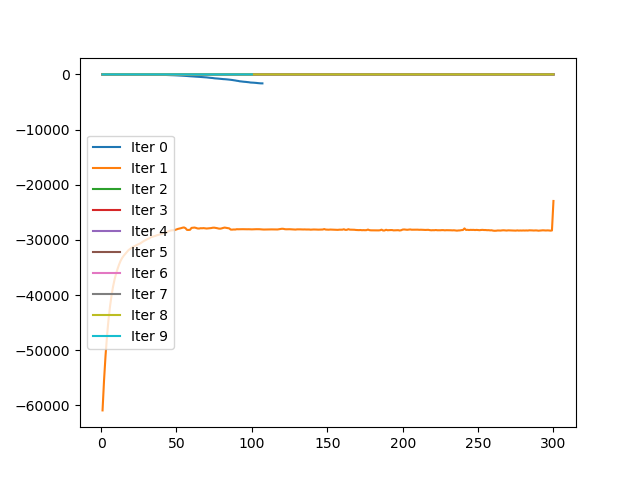 0
−10000
−20000
−30000
−40000
−50000
−60000
Iter 0
Iter 1
Iter 2
Iter 3
Iter 4
Iter 5
Iter 6
Iter 7
Iter 8
Iter 9
0 50 100 150 200 250 300